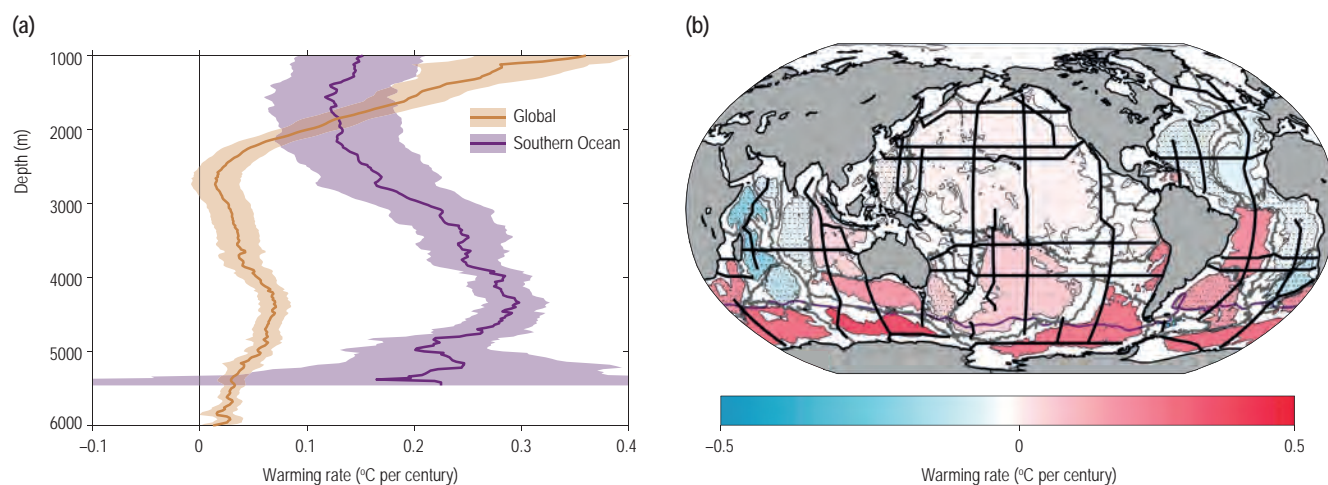 (a)
1000
2000
3000
4000
5000
6000
Depth (m)
–0.1
0
0.1
0.2
0.3
0.4
Warming rate (ºC per century)
Global
Southern Ocean
(b)
–0.5
0
0.5
Warming rate (ºC per century)